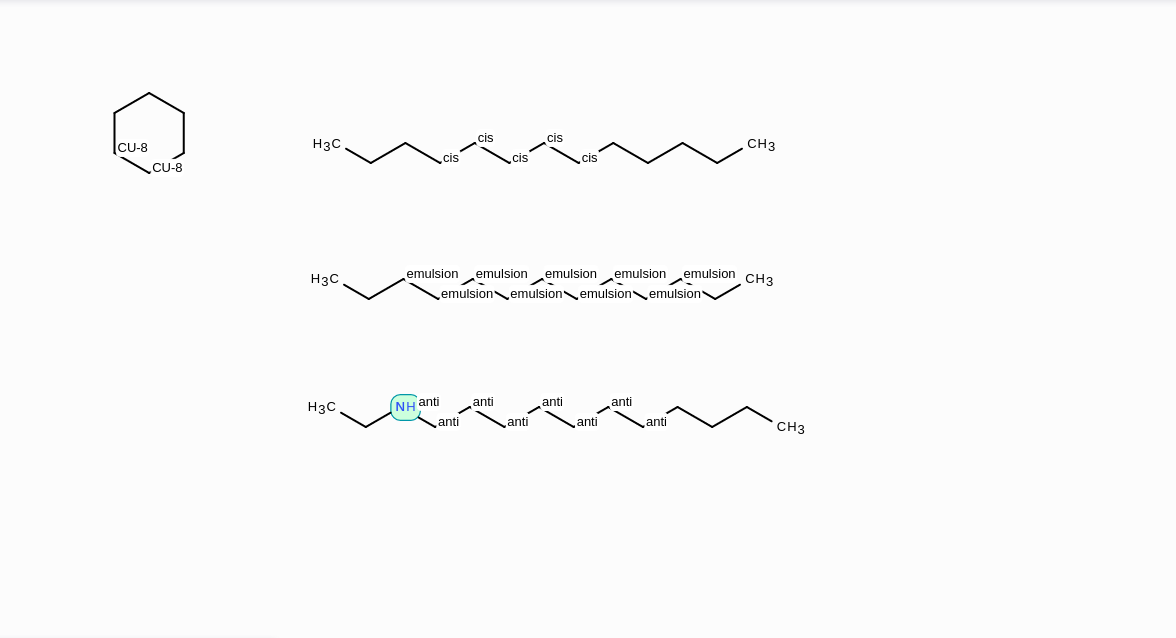 CU-8
CU-8
H3C cis cis CH3
cis cis cis
H3C emulsion emulsion emulsion emulsion emulsion CH3
emulsion emulsion emulsion emulsion
H3C NH anti anti anti anti
anti anti anti anti CH3